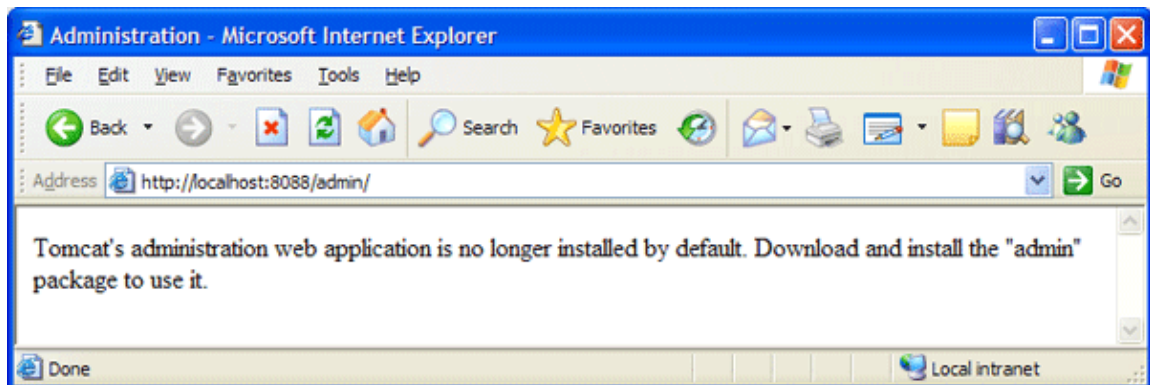 Administration - Microsoft Internet Explorer
File Edit View Favorites Tools Help
Back Search Favorites
Address http://localhost:8088/admin/ Go
Tomcat's administration web application is no longer installed by default. Download and install the "admin"
package to use it.
Done Local intranet